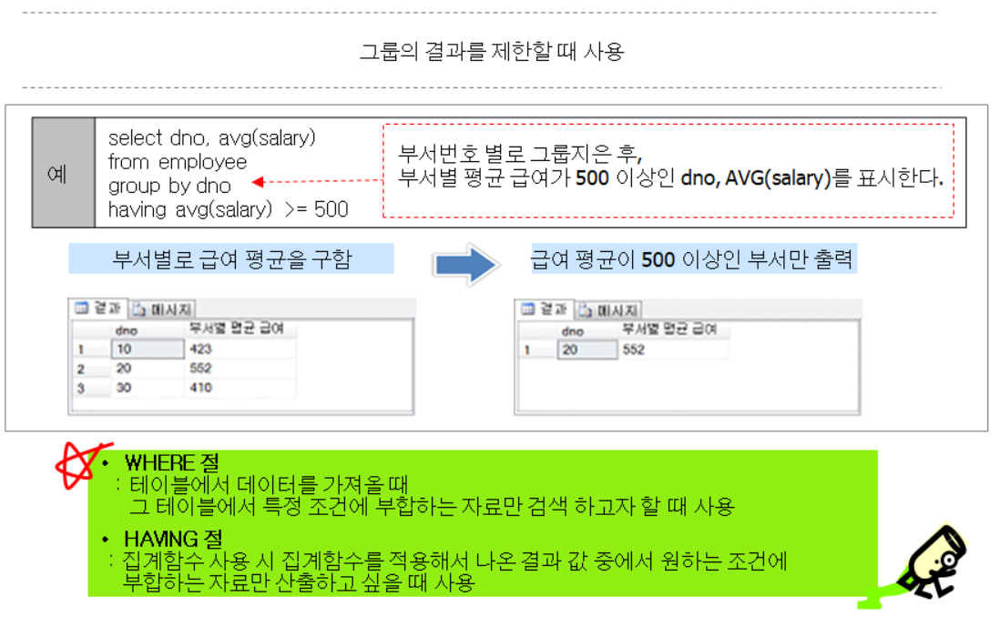 그룹의 결과를 제한할 때 사용
예
select dno, avg(salary)
from employee
group by dno
having avg(salary) >= 500
부서번호 별로 그룹지은 후,
부서별 평균 급여가 500 이상인 dno, AVG(salary)를 표시한다.
부서별로 급여 평균을 구함
급여 평균이 500 이상인 부서만 출력
결과 메시지
dno 부서별 평균 급여
1 10 423
2 20 552
3 30 410
결과 메시지
dno 부서별 평균 급여
1 20 552
• WHERE 절
: 테이블에서 데이터를 가져올 때
그 테이블에서 특정 조건에 부합하는 자료만 검색 하고자 할 때 사용
• HAVING 절
: 집계함수 사용 시 집계함수를 적용해서 나온 결과 값 중에서 원하는 조건에
부합하는 자료만 산출하고 싶을 때 사용